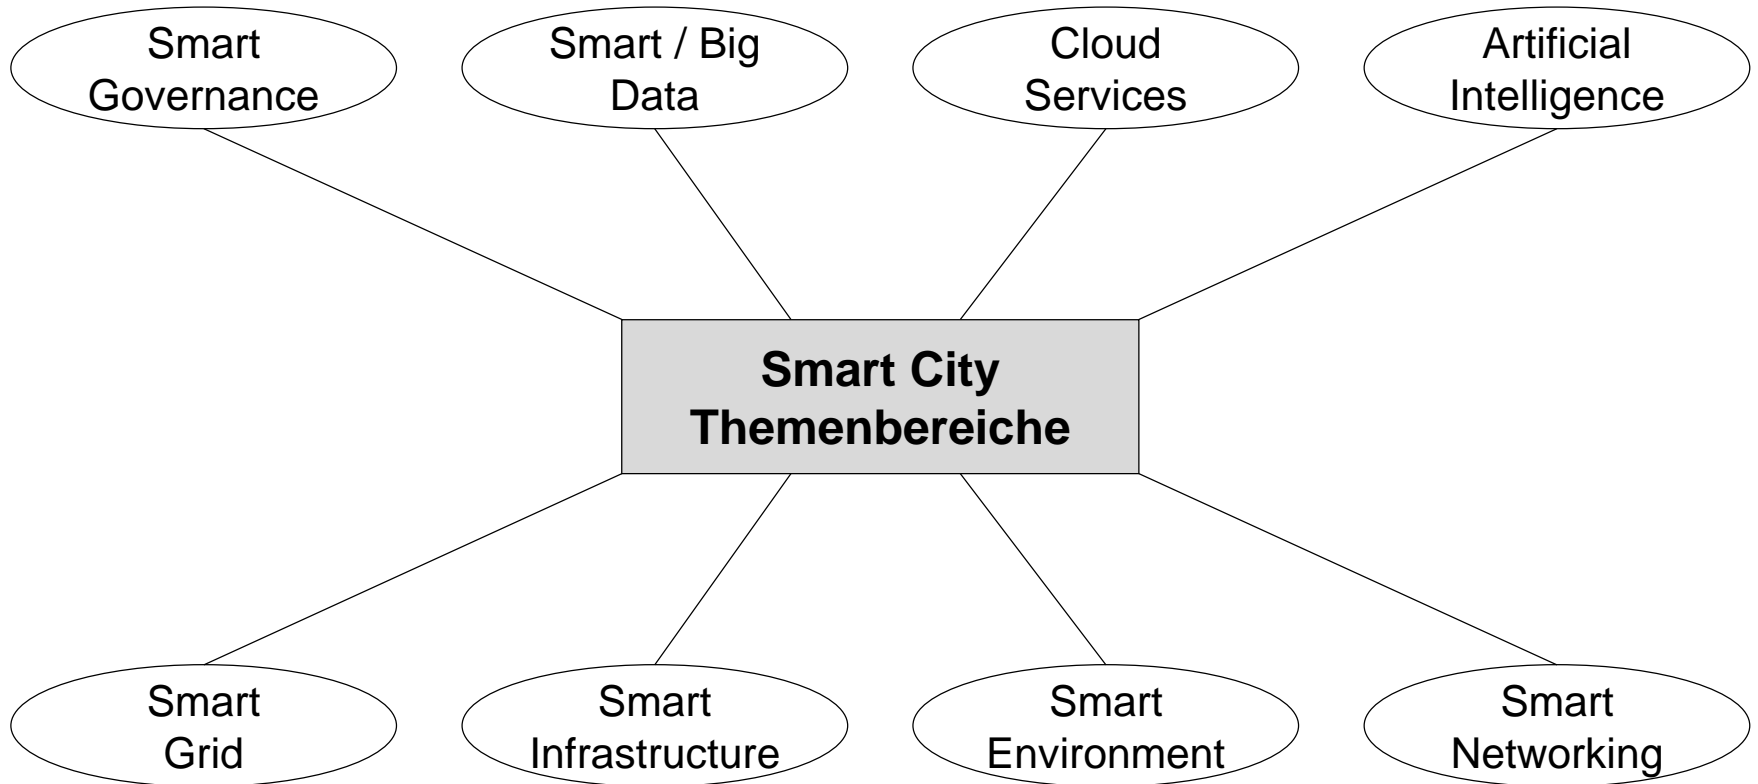 Smart
Governance
Smart / Big
Data
Cloud
Services
Artificial
Intelligence
Smart City
Themenbereiche
Smart
Grid
Smart
Infrastructure
Smart
Environment
Smart
Networking